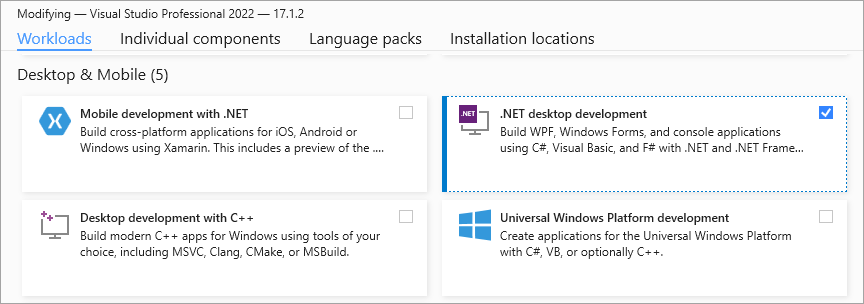 Modifying — Visual Studio Professional 2022 — 17.1.2
Workloads Individual components Language packs Installation locations
Desktop & Mobile (5)
Mobile development with .NET
Build cross-platform applications for iOS, Android or
Windows using Xamarin. This includes a preview of the ....
.NET
.NET desktop development
Build WPF, Windows Forms, and console applications
using C#, Visual Basic, and F# with .NET and .NET Frame...
Desktop development with C++
Build modern C++ apps for Windows using tools of your
choice, including MSVC, Clang, CMake, or MSBuild.
Universal Windows Platform development
Create applications for the Universal Windows Platform
with C#, VB, or optionally C++.